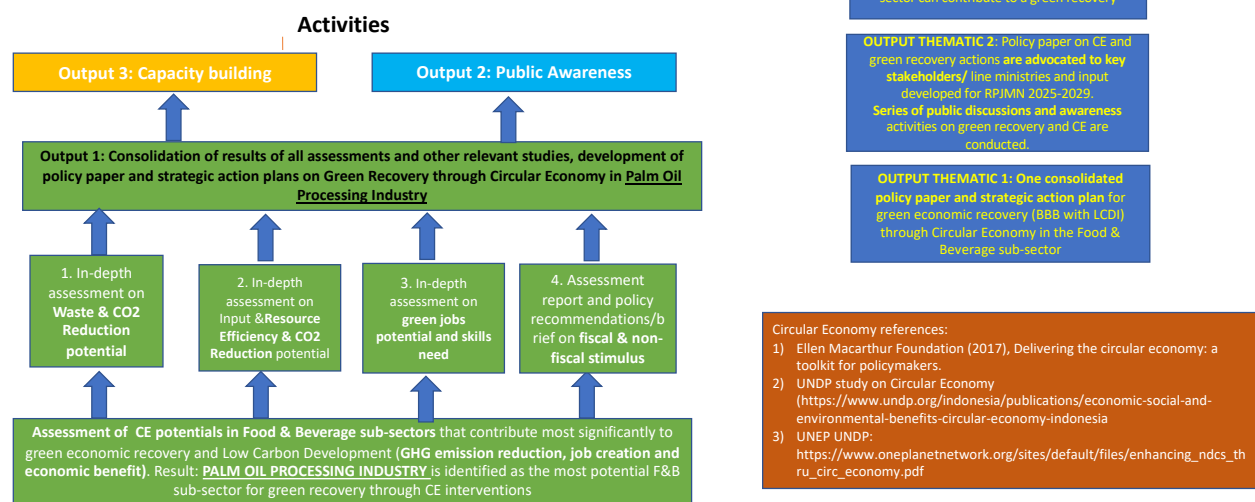 Activities
Output 3: Capacity building
Output 2: Public Awareness
Output 1: Consolidation of results of all assessments and other relevant studies, development of
policy paper and strategic action plans on Green Recovery through Circular Economy in Palm Oil
Processing Industry
1. In-depth
assessment on
Waste & CO2
Reduction
potential
2. In-depth
assessment on
Input &Resource
Efficiency & CO2
Reduction potential
3. In-depth
assessment on
green jobs
potential and skills
need
4. Assessment
report and policy
recommendations/b
rief on fiscal & non-
fiscal stimulus
Assessment of CE potentials in Food & Beverage sub-sectors that contribute most significantly to
green economic recovery and Low Carbon Development (GHG emission reduction, job creation and
economic benefit). Result: PALM OIL PROCESSING INDUSTRY is identified as the most potential F&B
sub-sector for green recovery through CE interventions
sector can contribute to a green recovery
OUTPUT THEMATIC 2: Policy paper on CE and
green recovery actions are advocated to key
stakeholders/ line ministries and input
developed for RPJMN 2025-2029.
Series of public discussions and awareness
activities on green recovery and CE are
conducted.
OUTPUT THEMATIC 1: One consolidated
policy paper and strategic action plan for
green economic recovery (BBB with LCDI)
through Circular Economy in the Food &
Beverage sub-sector
Circular Economy references:
1) Ellen Macarthur Foundation (2017), Delivering the circular economy: a
toolkit for policymakers.
2) UNDP study on Circular Economy
(https://www.undp.org/indonesia/publications/economic-social-and-
environmental-benefits-circular-economy-indonesia
3) UNEP UNDP:
https://www.oneplanetnetwork.org/sites/default/files/enhancing_ndcs_th
ru_circ_economy.pdf